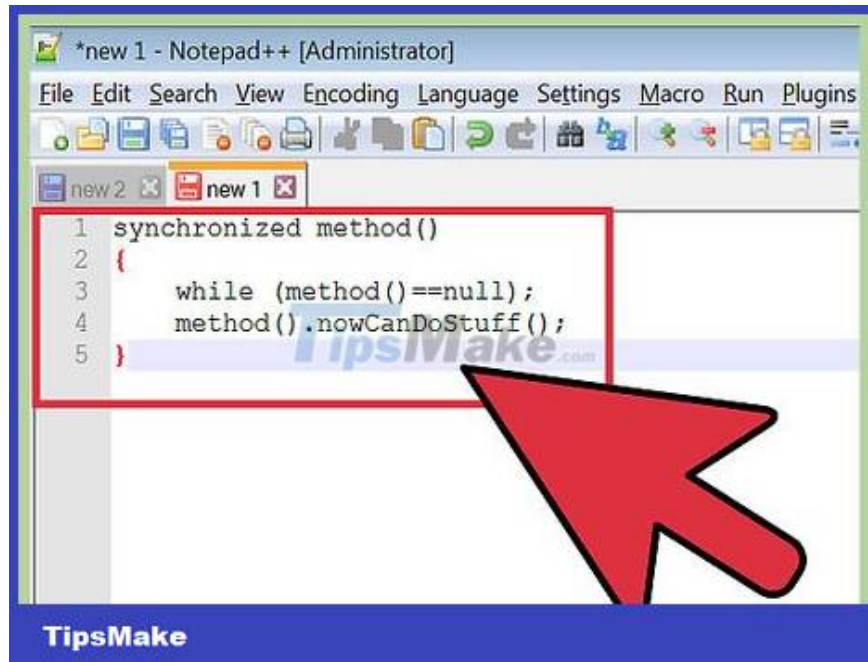 *new 1 - Notepad++ [Administrator]
File Edit Search View Encoding Language Settings Macro Run Plugins
new 2 new 1
1 synchronized method()
2 {
3 while (method()==null);
4 method().nowCanDoStuff();
5 }
TipsMake.com
TipsMake